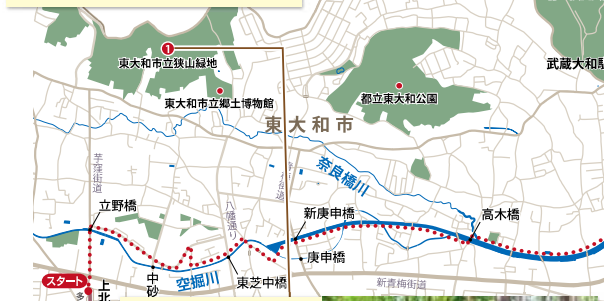 1
東大和市立狭山緑地
武蔵大和駅
東大和市立郷土博物館
都立東大和公園
東大和市
芋窪街道
奈良橋川
立野橋
八幡通り
新庚申橋
高木橋
庚申橋
東芝中橋
空掘川
新青梅街道
スタート
上北
中砂
多